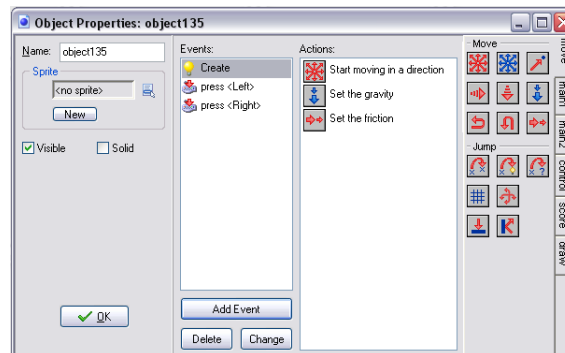 Object Properties: object135
Name: object135
Sprite
<no sprite>
New
Visible
Solid
OK
Events:
Create
press <Left>
press <Right>
Add Event
Delete
Change
Actions:
Start moving in a direction
Set the gravity
Set the friction
Move
Jump
move
main1
main2
control
score
draw